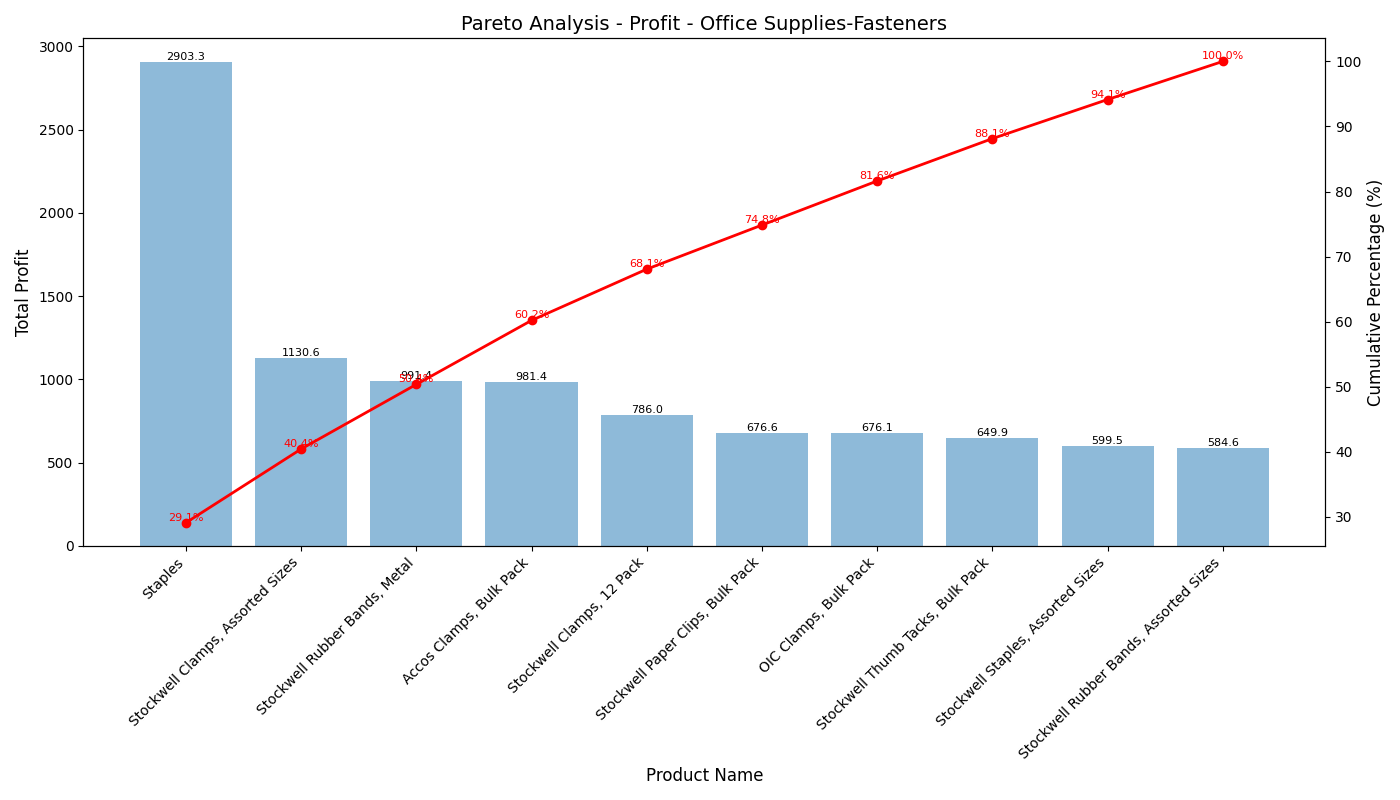 Pareto Analysis - Profit - Office Supplies-Fasteners
Total Profit
3000
2500
2000
1500
1000
500
0
2903.3
1130.6
991.4
981.4
786.0
676.6
676.1
649.9
599.5
584.6
29.1%
40.4%
50.4%
60.2%
68.1%
74.8%
81.6%
88.1%
94.1%
100.0%
100
90
80
70
60
50
40
30
Cumulative Percentage (%)
Staples
Stockwell Clamps, Assorted Sizes
Stockwell Rubber Bands, Metal
Accos Clamps, Bulk Pack
Stockwell Clamps, 12 Pack
Stockwell Paper Clips, Bulk Pack
OIC Clamps, Bulk Pack
Stockwell Thumb Tacks, Bulk Pack
Stockwell Staples, Assorted Sizes
Stockwell Rubber Bands, Assorted Sizes
Product Name